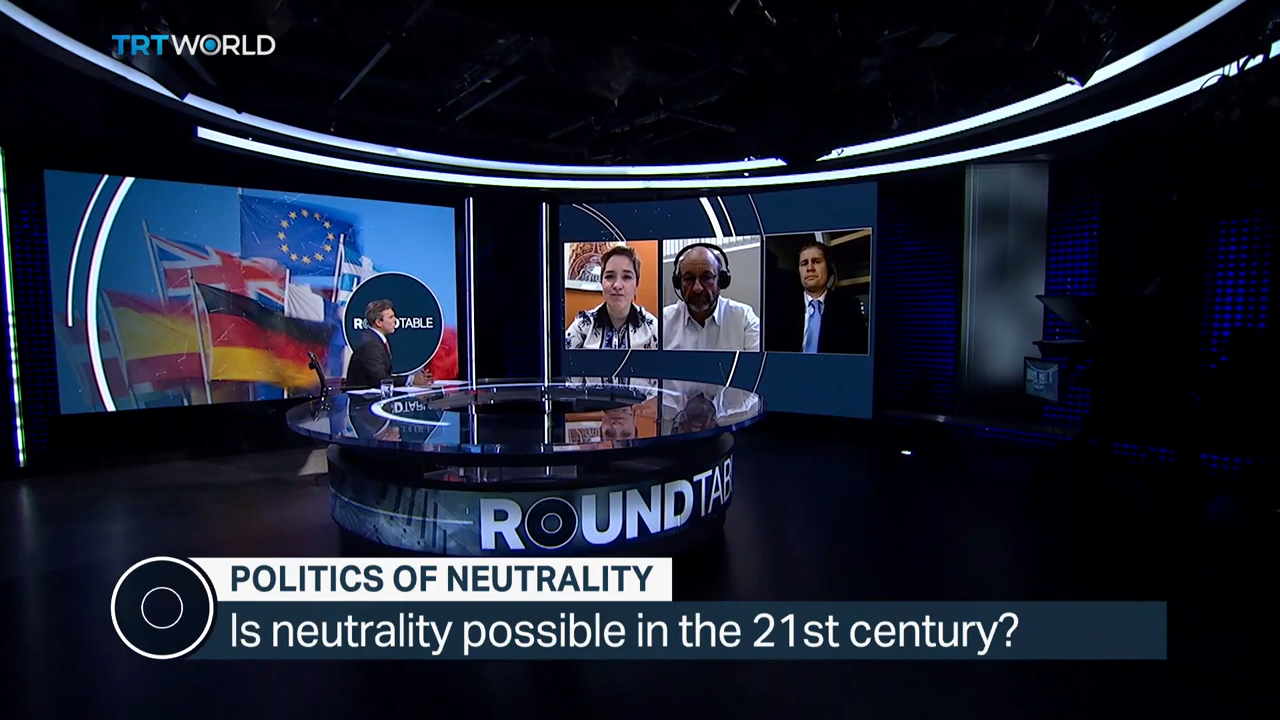 TRTWORLD
ROUNDTABLE
ROUNDTAB
POLITICS OF NEUTRALITY
Is neutrality possible in the 21st century?